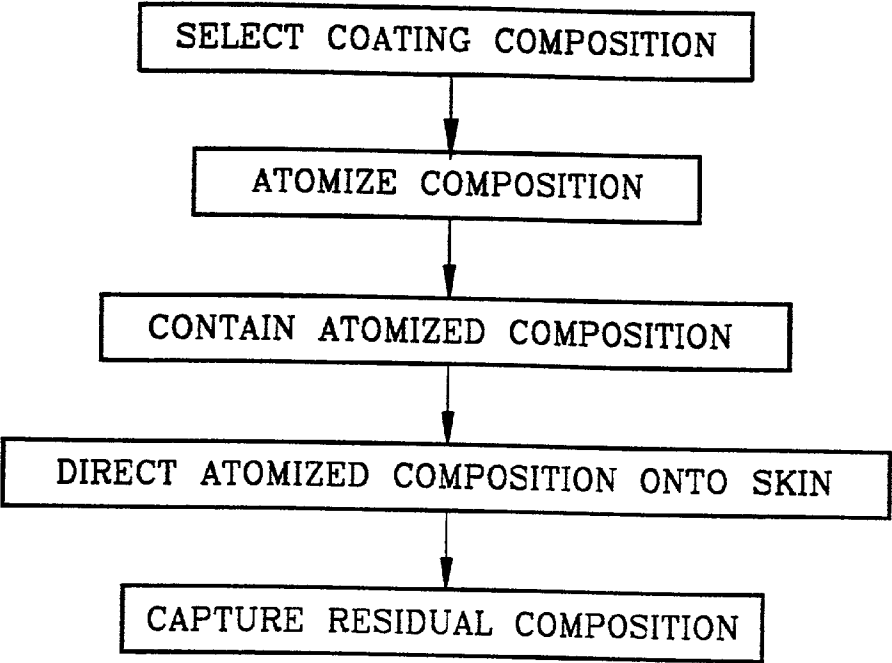 SELECT COATING COMPOSITION
ATOMIZE COMPOSITION
CONTAIN ATOMIZED COMPOSITION
DIRECT ATOMIZED COMPOSITION ONTO SKIN
CAPTURE RESIDUAL COMPOSITION